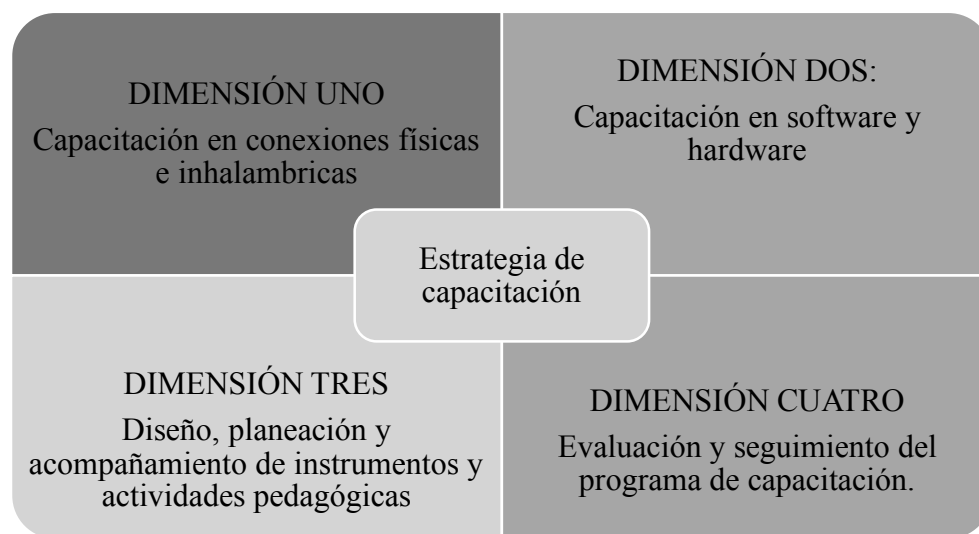 DIMENSIÓN UNO
Capacitación en conexiones físicas
e inhalambricas
DIMENSIÓN DOS:
Capacitación en software y
hardware
Estrategia de
capacitación
DIMENSIÓN TRES
Diseño, planeación y
acompañamiento de instrumentos y
actividades pedagógicas
DIMENSIÓN CUATRO
Evaluación y seguimiento del
programa de capacitación.